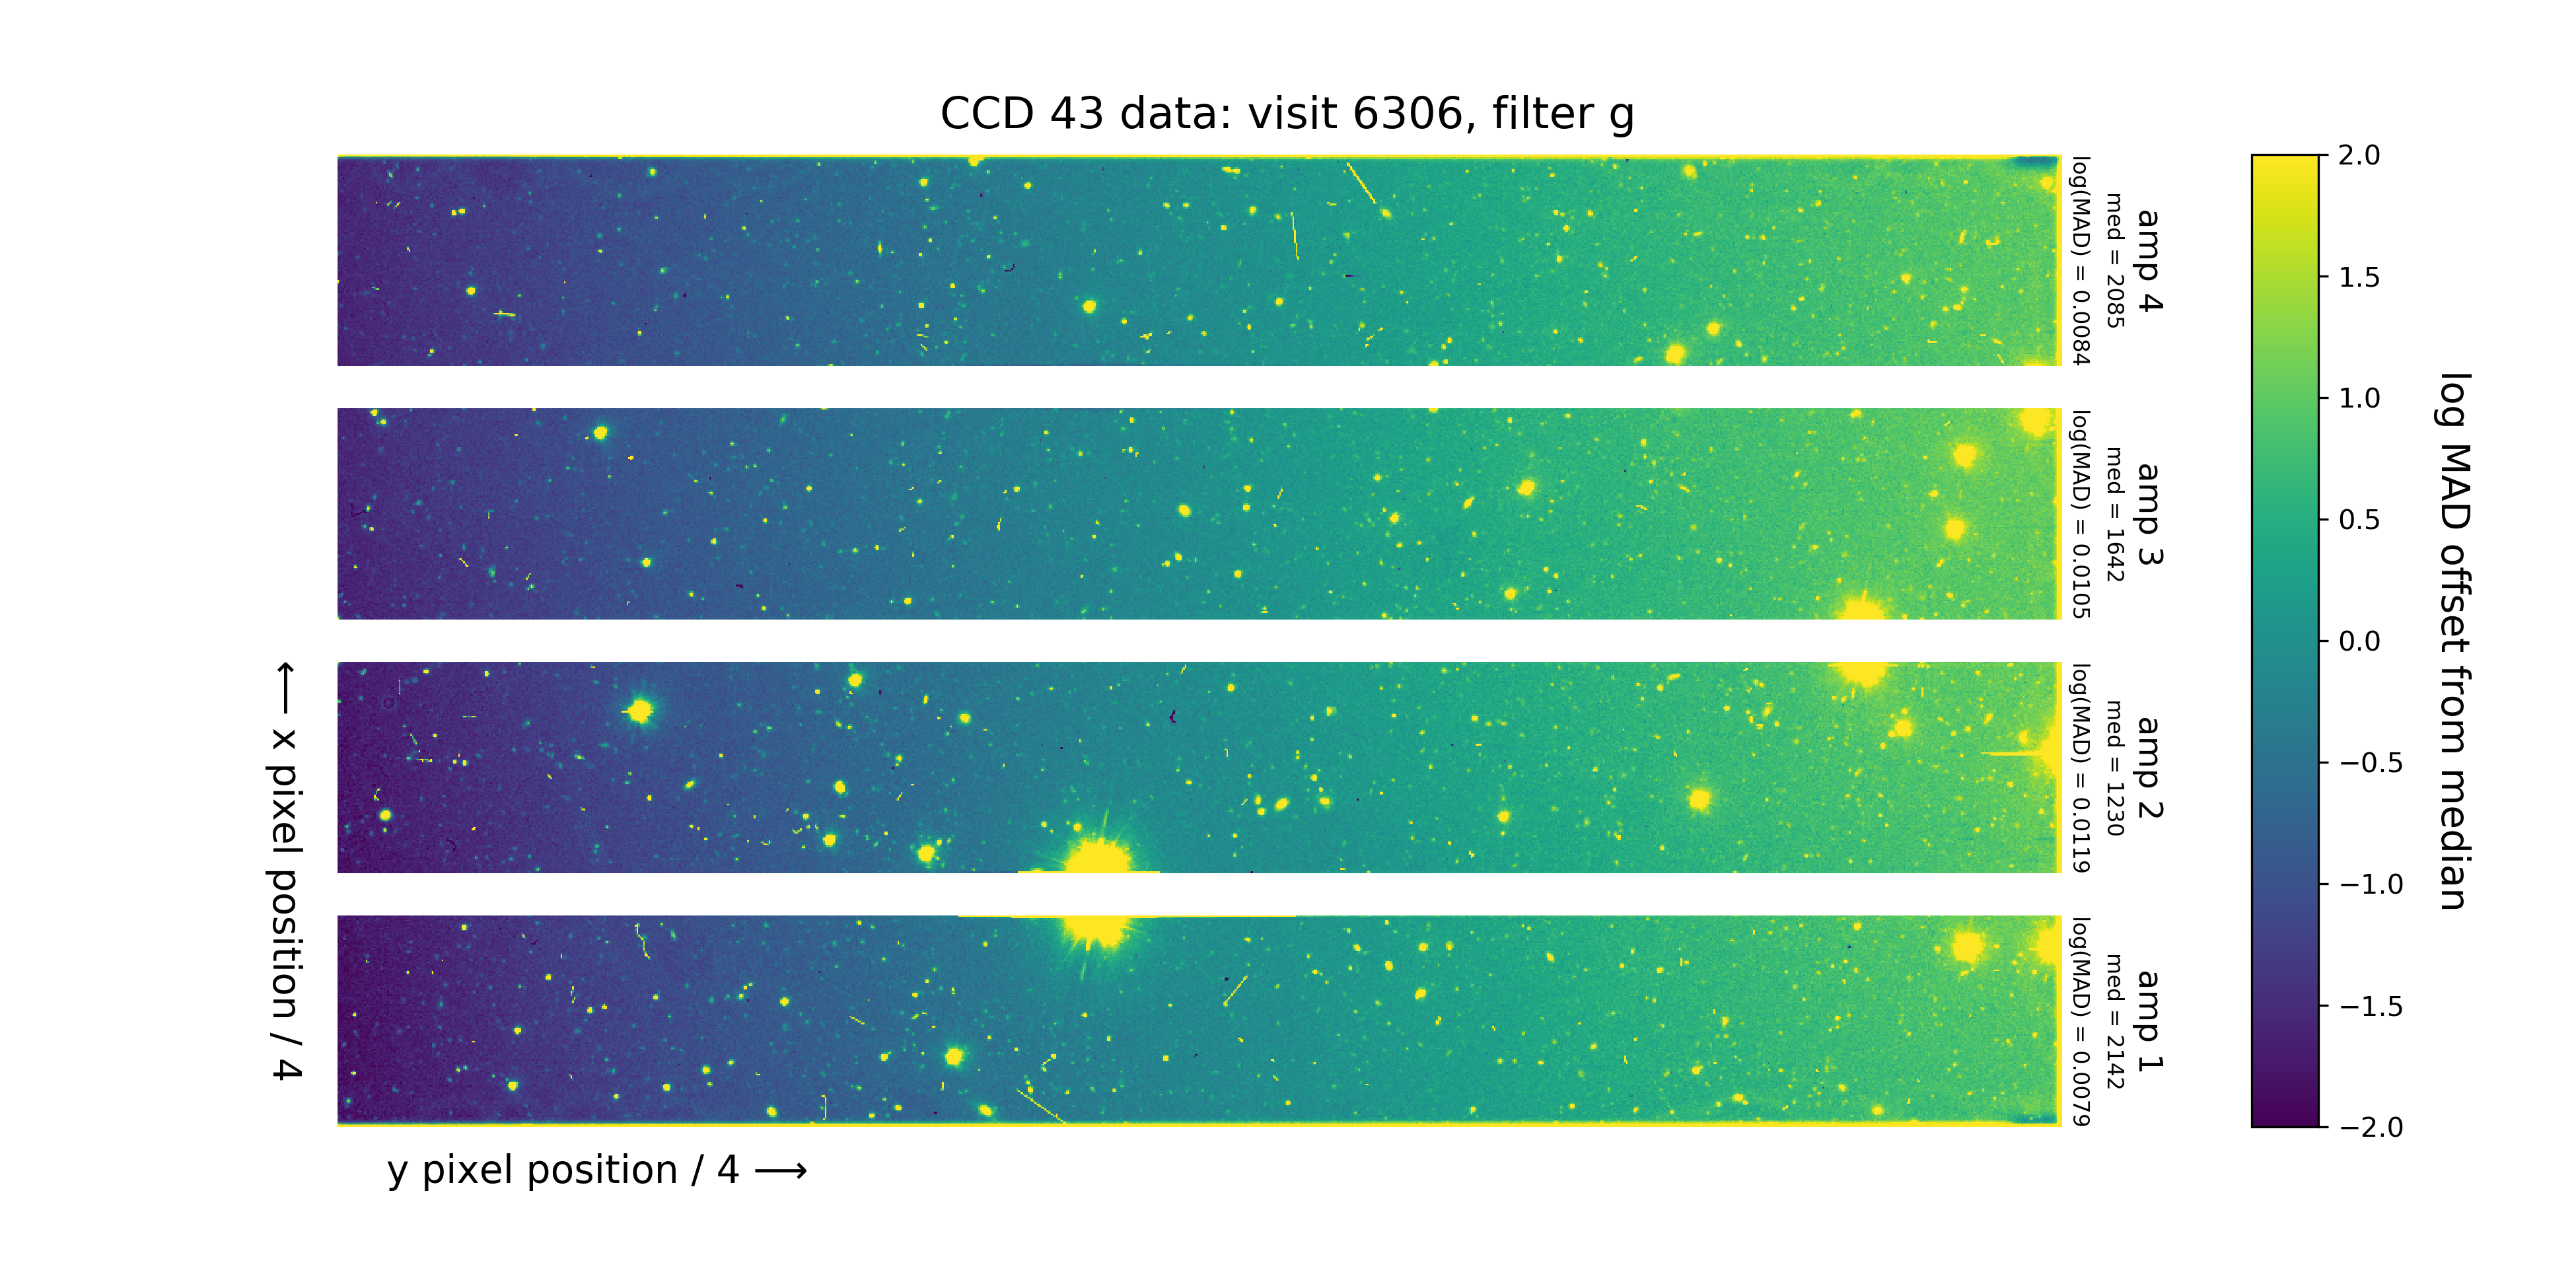 CCD 43 data: visit 6306, filter g
amp 4
med = 2085
log(MAD) = 0.0084
amp 3
med = 1642
log(MAD) = 0.0105
amp 2
med = 1230
log(MAD) = 0.0119
amp 1
med = 2142
log(MAD) = 0.0079
⟵ x pixel position / 4
y pixel position / 4 ⟶
2.0
1.5
1.0
0.5
0.0
−0.5
−1.0
−1.5
−2.0
log MAD offset from median